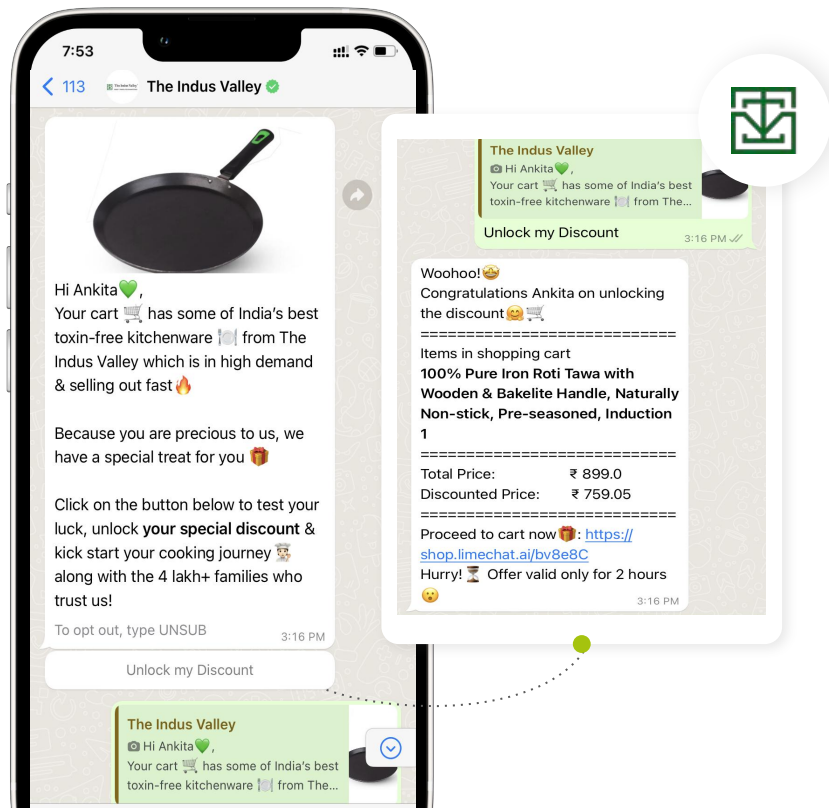 7:53
113
The Indus Valley
Hi Ankita💚,
Your cart 🛒 has some of India's best
toxin-free kitchenware 🍽️ from The
Indus Valley which is in high demand
& selling out fast🔥
Because you are precious to us, we
have a special treat for you 🎁
Click on the button below to test your
luck, unlock your special discount &
kick start your cooking journey 👩🏻‍🍳
along with the 4 lakh+ families who
trust us!
To opt out, type UNSUB
3:16 PM
Unlock my Discount
The Indus Valley
📷 Hi Ankita💚,
Your cart 🛒 has some of India's best
toxin-free kitchenware 🍽️ from The...
The Indus Valley
📷 Hi Ankita💚,
Your cart 🛒 has some of India's best
toxin-free kitchenware 🍽️ from The...
Unlock my Discount
3:16 PM
Woohoo!🤩
Congratulations Ankita on unlocking
the discount🤗🛒
============================
Items in shopping cart
100% Pure Iron Roti Tawa with
Wooden & Bakelite Handle, Naturally
Non-stick, Pre-seasoned, Induction
1
============================
Total Price: ₹ 899.0
Discounted Price: ₹ 759.05
============================
Proceed to cart now🎁: https://
shop.limechat.ai/bv8e8C
Hurry!⏳ Offer valid only for 2 hours
😮
3:16 PM